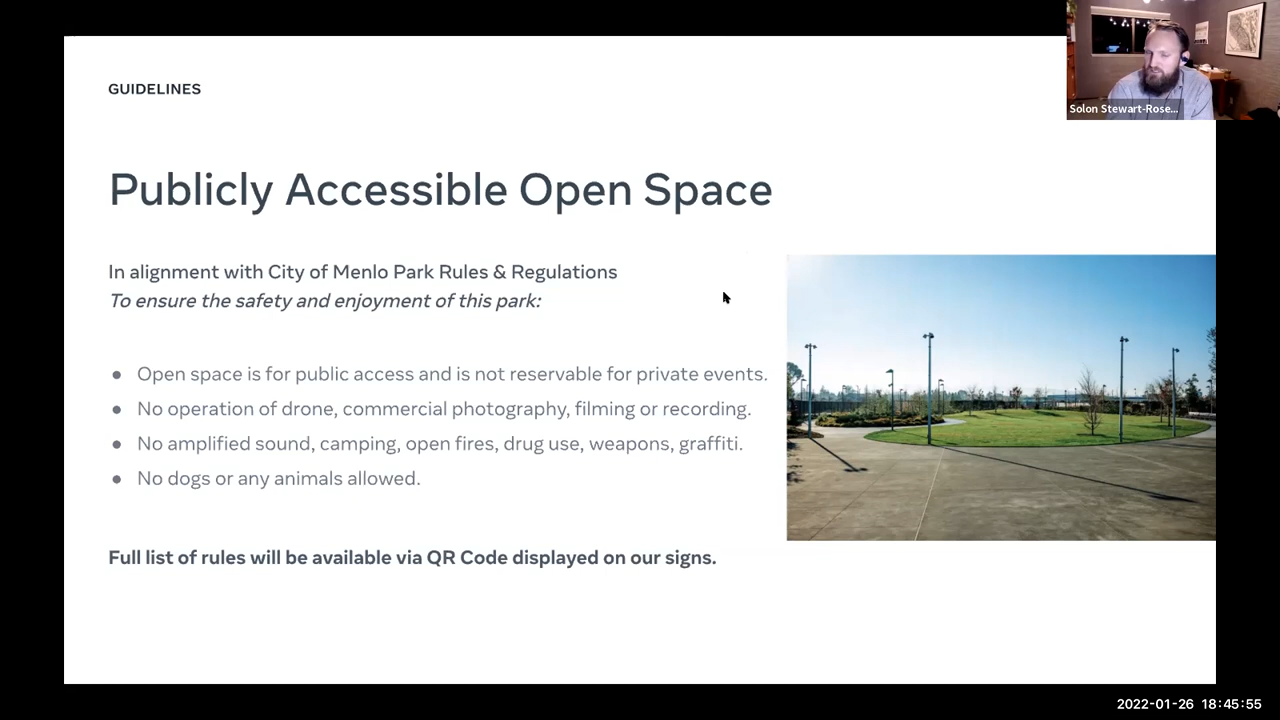 GUIDELINES
Solon Stewart-Rose...
Publicly Accessible Open Space
In alignment with City of Menlo Park Rules & Regulations
To ensure the safety and enjoyment of this park:
● Open space is for public access and is not reservable for private events.
● No operation of drone, commercial photography, filming or recording.
● No amplified sound, camping, open fires, drug use, weapons, graffiti.
● No dogs or any animals allowed.
Full list of rules will be available via QR Code displayed on our signs.
2022-01-26 18:45:55